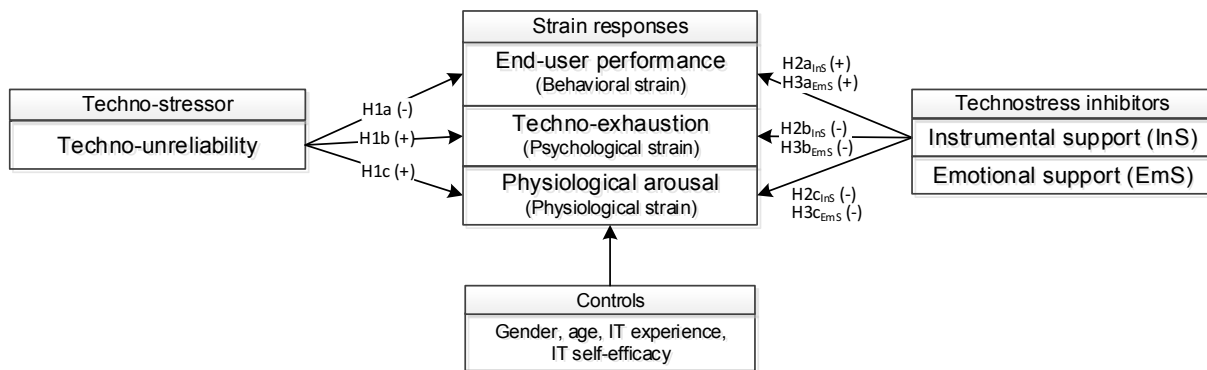 Techno-stressor
Techno-unreliability
H1a (-)
H1b (+)
H1c (+)
Strain responses
End-user performance
(Behavioral strain)
Techno-exhaustion
(Psychological strain)
Physiological arousal
(Physiological strain)
H2aInS (+)
H3aEmS (+)
H2bInS (-)
H3bEmS (-)
H2cInS (-)
H3cEmS (-)
Technostress inhibitors
Instrumental support (InS)
Emotional support (EmS)
Controls
Gender, age, IT experience,
IT self-efficacy